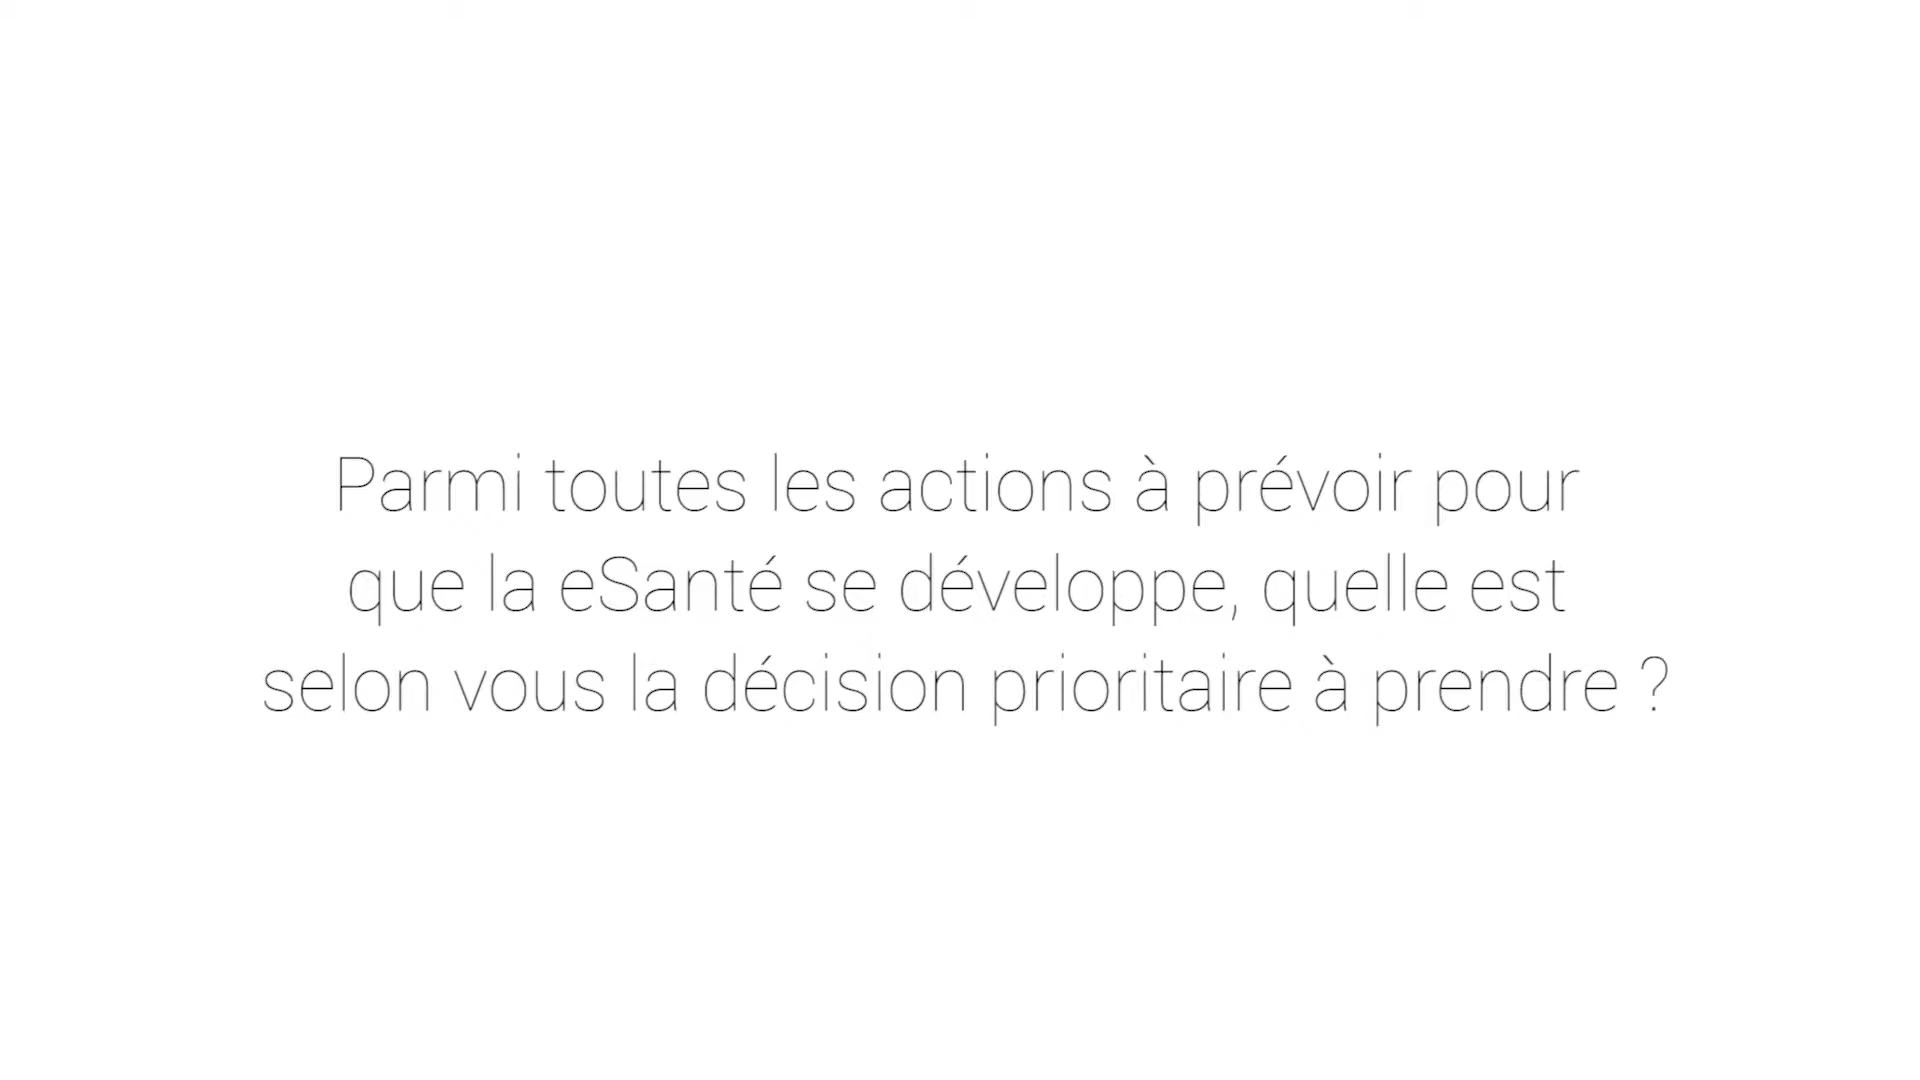 Parmi toutes les actions à prévoir pour
que la eSanté se développe, quelle est
selon vous la décision prioritaire à prendre ?